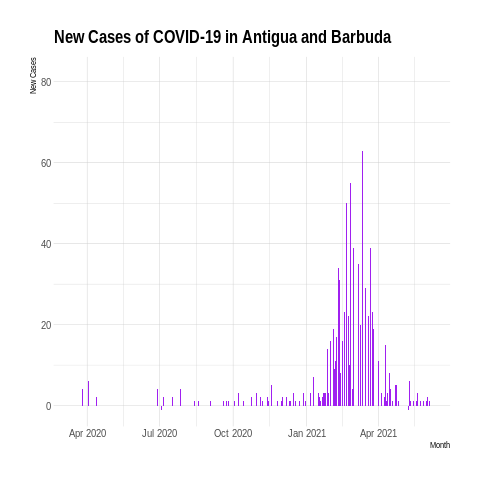 New Cases of COVID-19 in Antigua and Barbuda
New Cases
80
60
40
20
0
Apr 2020 Jul 2020 Oct 2020 Jan 2021 Apr 2021
Month